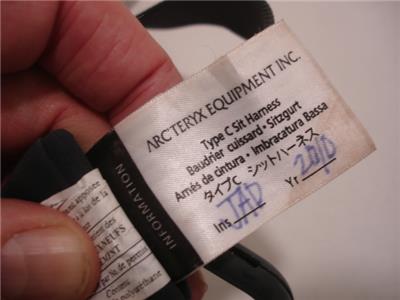 ARC'TERYX EQUIPMENT INC.
Type C Sit Harness
Baudrier cuissard • Sitzgurt
Arnés de cintura • Imbracatura Bassa
タイプC シットハーネス
Ins JAD Yr 2010
INFORMATION